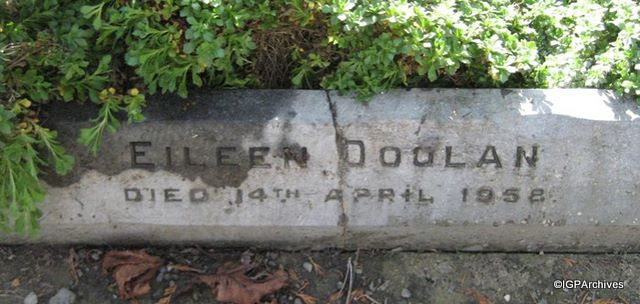 EILEEN DOOLAN
DIED 14TH APRIL 1958
©IGPArchives